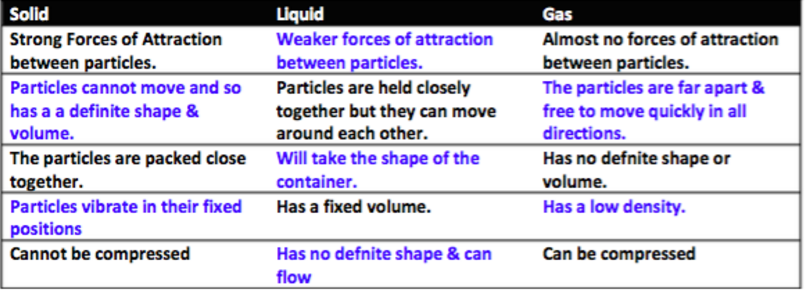 Solid Liquid Gas
Strong Forces of Attraction
between particles.
Weaker forces of attraction
between particles.
Almost no forces of attraction
between particles.
Particles cannot move and so
has a a definite shape &
volume.
Particles are held closely
together but they can move
around each other.
The particles are far apart &
free to move quickly in all
directions.
The particles are packed close
together.
Will take the shape of the
container.
Has no defnite shape or
volume.
Particles vibrate in their fixed
positions
Has a fixed volume.
Has a low density.
Cannot be compressed
Has no defnite shape & can
flow
Can be compressed